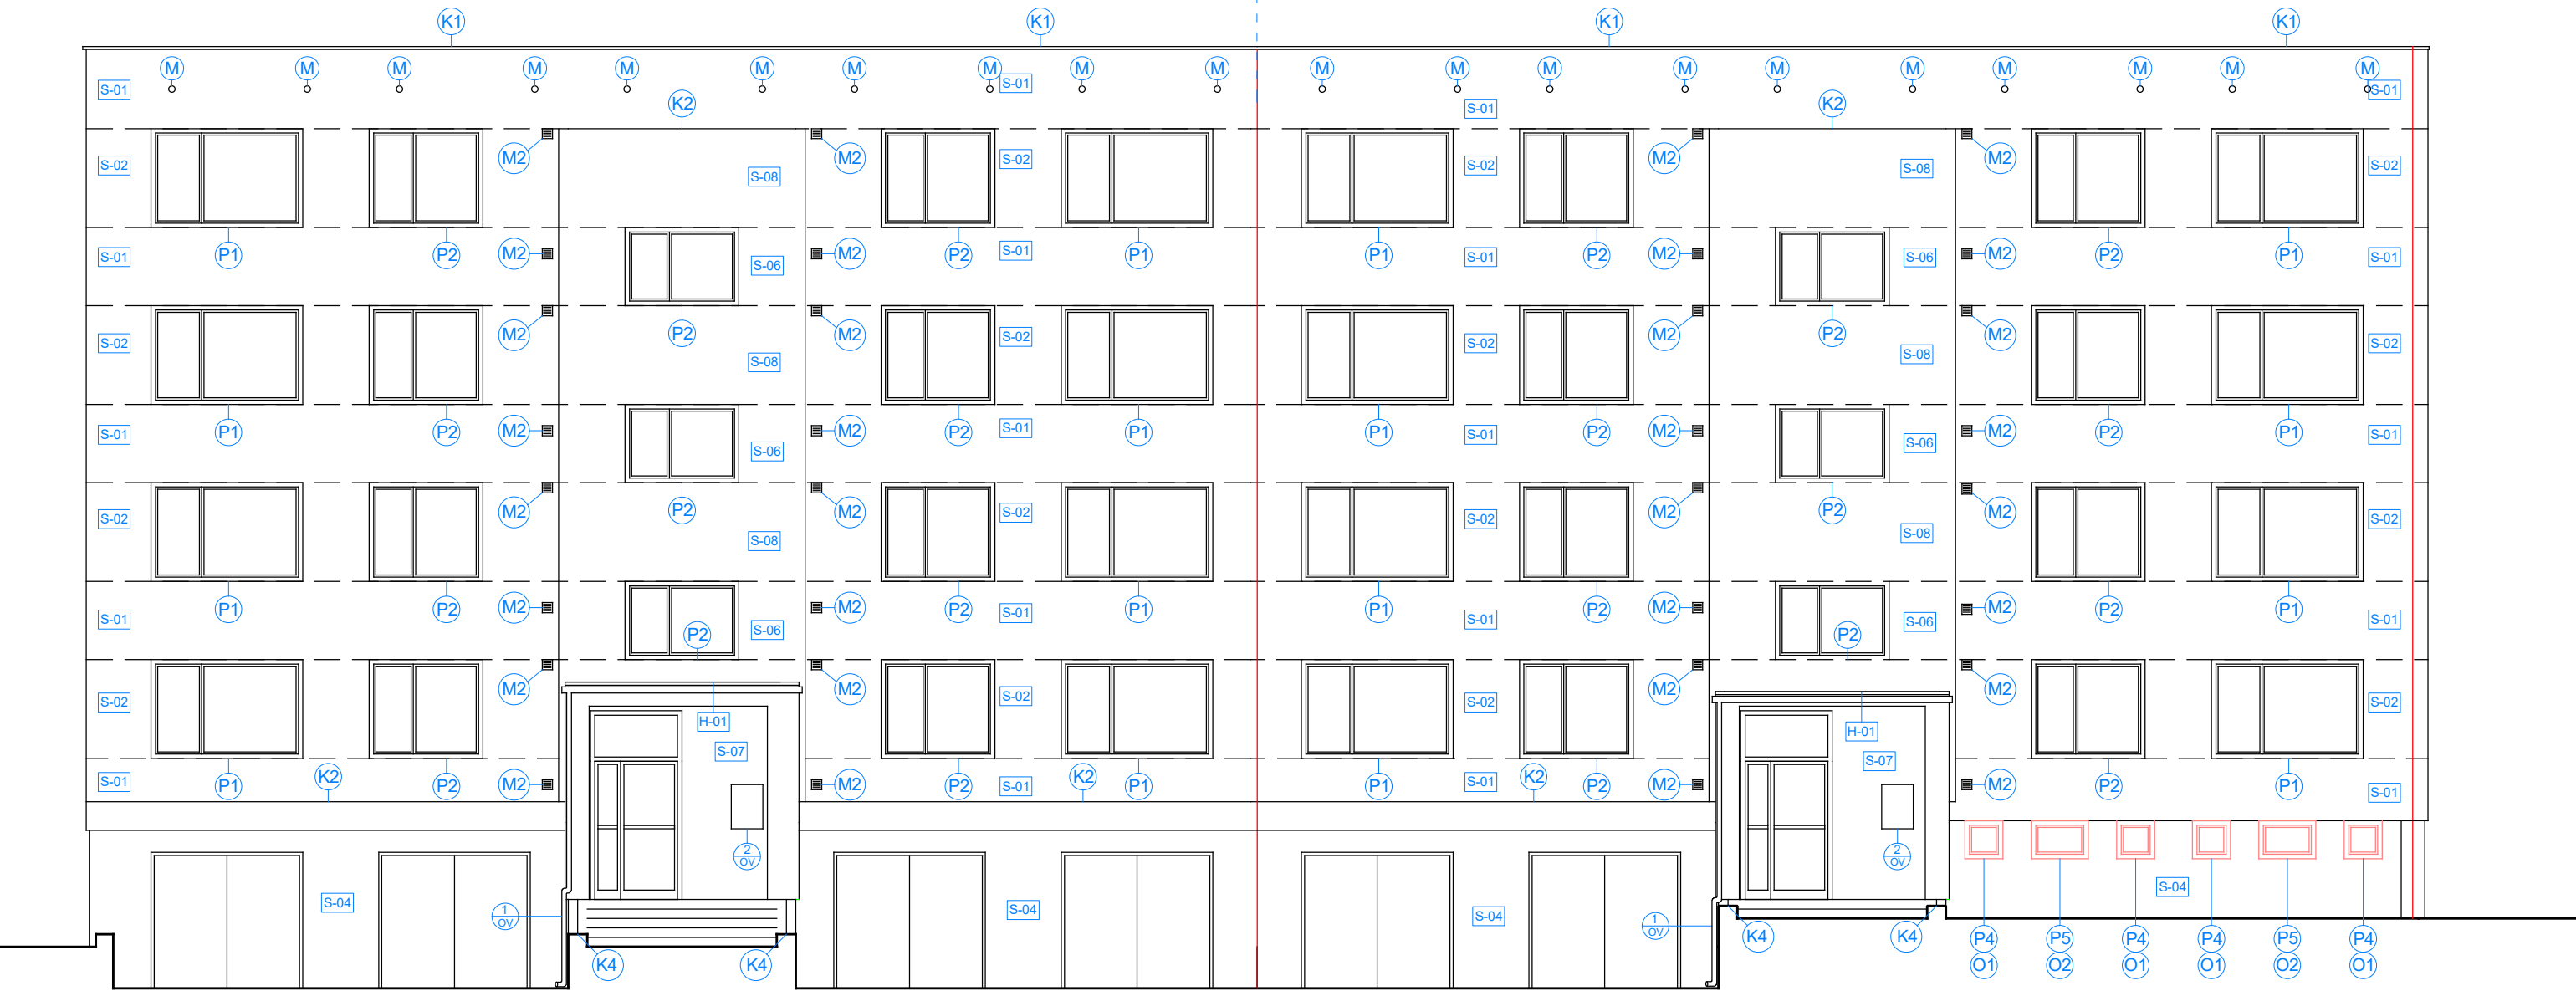 K1 K1 K1 K1
M M M M M M M M M M M M M M M M M M M M
S-01 S-01 S-01 S-01
K2 K2
M2 M2 M2 M2
S-02 S-02 S-02 S-02
S-08 S-08
P1 P2 M2 M2 P2 P1 P1 P2 M2 M2 P2 P1
S-01 S-06 S-01 S-01 S-06 S-01
M2 P2 M2 M2 P2 M2
S-02 S-02 S-02 S-02
S-08 S-08
P1 P2 M2 M2 P2 P1 P1 P2 M2 M2 P2 P1
S-01 S-06 S-01 S-01 S-06 S-01
M2 P2 M2 M2 P2 M2
S-02 S-02 S-02 S-02
S-08 S-08
P1 P2 M2 M2 P2 P1 P1 P2 M2 M2 P2 P1
S-01 S-06 S-01 S-01 S-06 S-01
P2 P2
M2 M2 M2 M2
S-02 S-02 S-02 S-02
H-01 H-01
S-07 S-07
K2 K2 K2
S-01 P1 P2 M2 M2 P2 S-01 P1 P1 S-01 P2 M2 M2 P2 P1 S-01
2 2
OV OV
S-04 S-04 S-04 S-04
1 1
OV OV
K4 K4 K4 K4
P4 P5 P4 P4 P5 P4
O1 O2 O1 O1 O2 O1